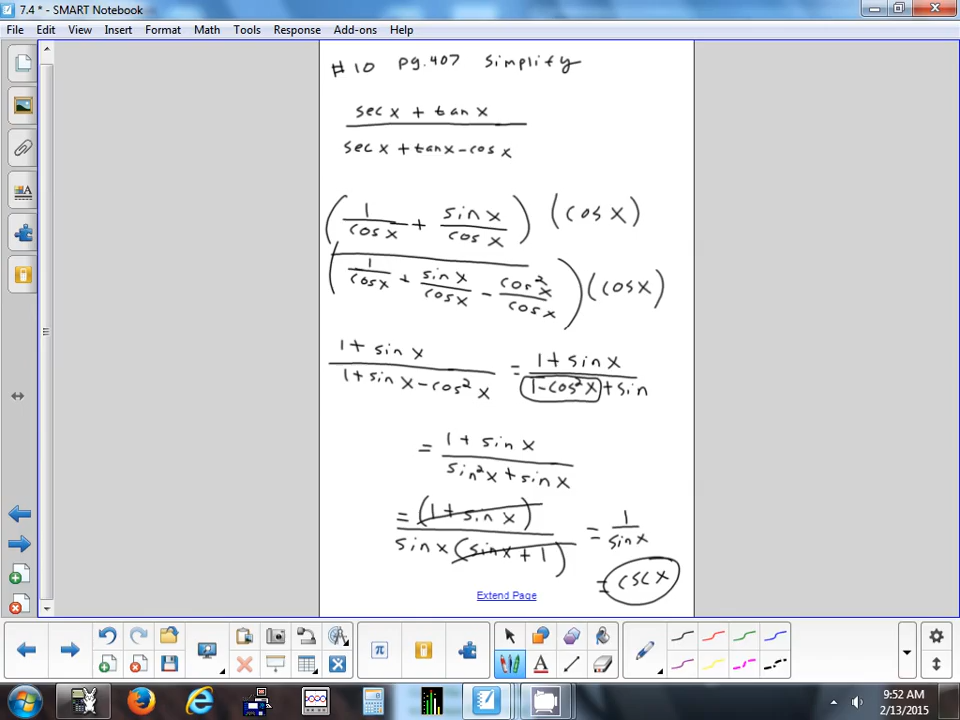 7.4 * - SMART Notebook
File Edit View Insert Format Math Tools Response Add-ons Help
#10 pg.407 Simplify
sec x + tan x
sec x + tan x - cos x
(1/cos x + sin x/cos x) (cos x)
(1/cos x + sin x/cos x - cos²x/cos x) (cos x)
1 + sin x = 1 + sin x
1 + sin x - cos² x 1 - cos² x + sin
= 1 + sin x
sin² x + sin x
= (1 + sin x) = 1
sin x (sin x + 1) sin x
= csc x
Extend Page
π A
9:52 AM
2/13/2015